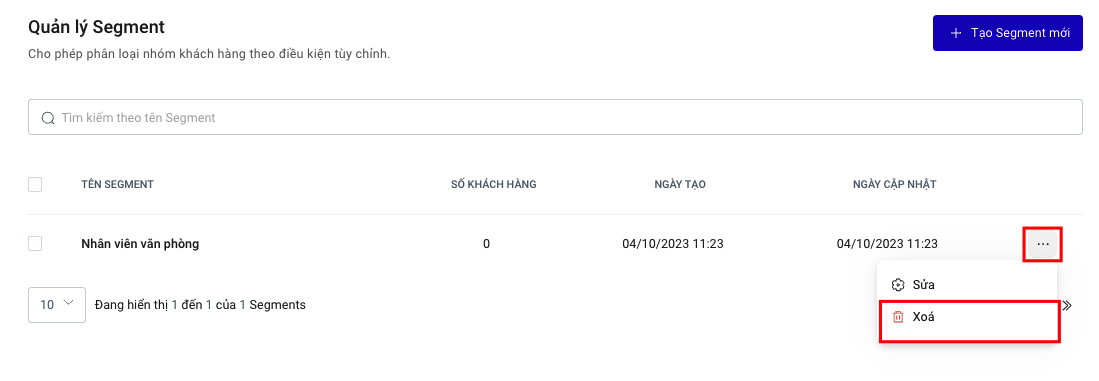 Quản lý Segment
Cho phép phân loại nhóm khách hàng theo điều kiện tùy chỉnh.
Tạo Segment mới
Tìm kiếm theo tên Segment
TÊN SEGMENT SỐ KHÁCH HÀNG NGÀY TẠO NGÀY CẬP NHẬT
Nhân viên văn phòng 0 04/10/2023 11:23 04/10/2023 11:23
Sửa
10 Đang hiển thị 1 đến 1 của 1 Segments
Xoá